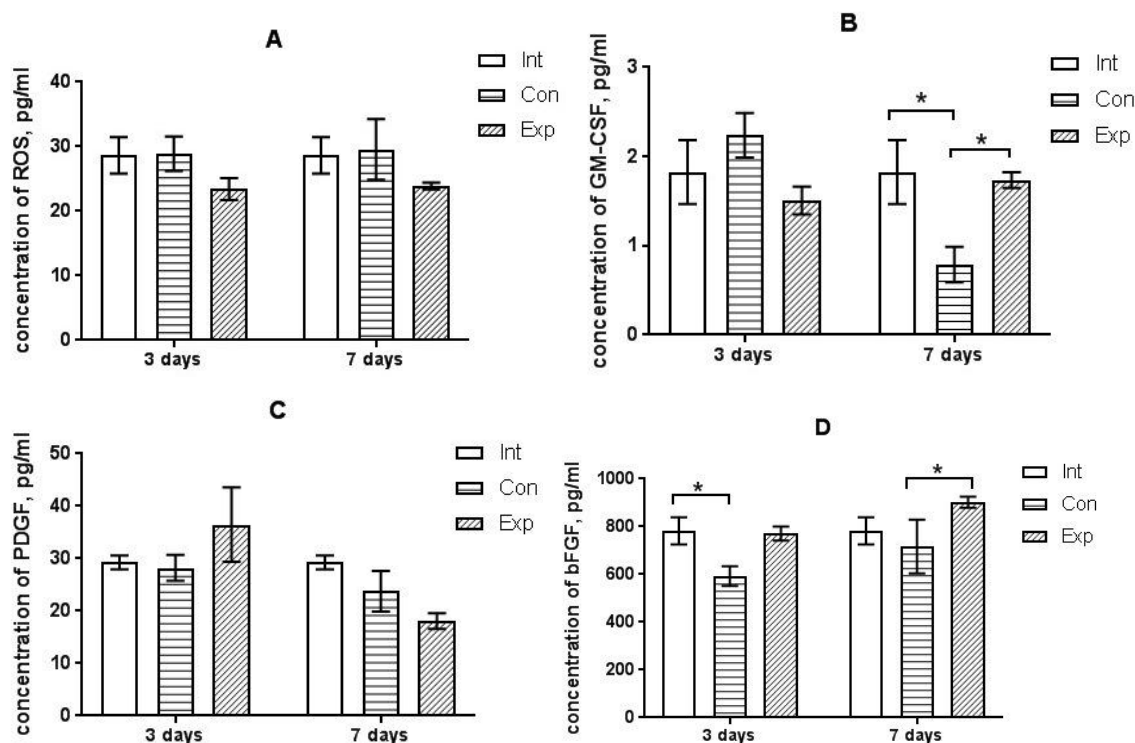 A
concentration of ROS, pg/ml
40
30
20
10
0
3 days
7 days
Int
Con
Exp
B
concentration of GM-CSF, pg/ml
3
2
1
0
*
*
3 days
7 days
Int
Con
Exp
C
concentration of PDGF, pg/ml
50
40
30
20
10
0
3 days
7 days
Int
Con
Exp
D
concentration of bFGF, pg/ml
1000
800
600
400
200
0
*
*
3 days
7 days
Int
Con
Exp